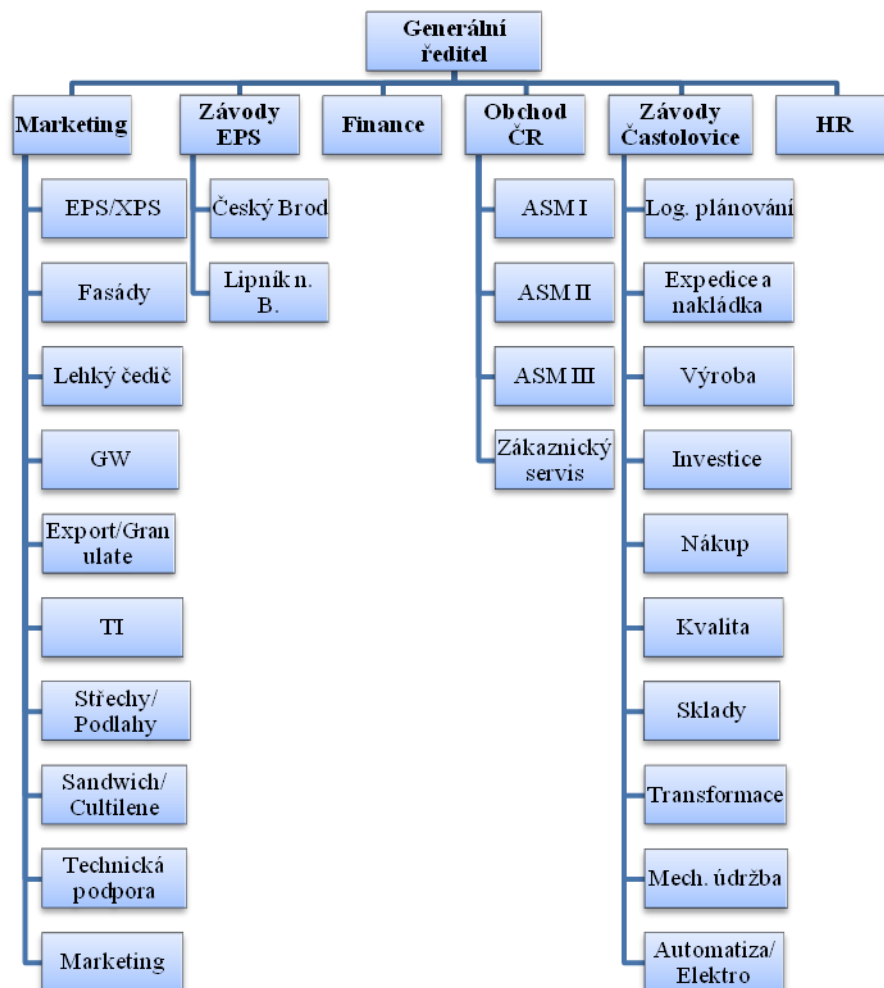 Generální
ředitel
Marketing
Závody
EPS
Finance
Obchod
ČR
Závody
Častolovice
HR
EPS/XPS
Fasády
Lehký čedič
GW
Export/Gran
ulate
TI
Střechy/
Podlahy
Sandwich/
Cultilene
Technická
podpora
Marketing
Český Brod
Lipník n.
B.
ASM I
ASM II
ASM III
Zákaznický
servis
Log. plánování
Expedice a
nakládka
Výroba
Investice
Nákup
Kvalita
Sklady
Transformace
Mech. údržba
Automatiza/
Elektro